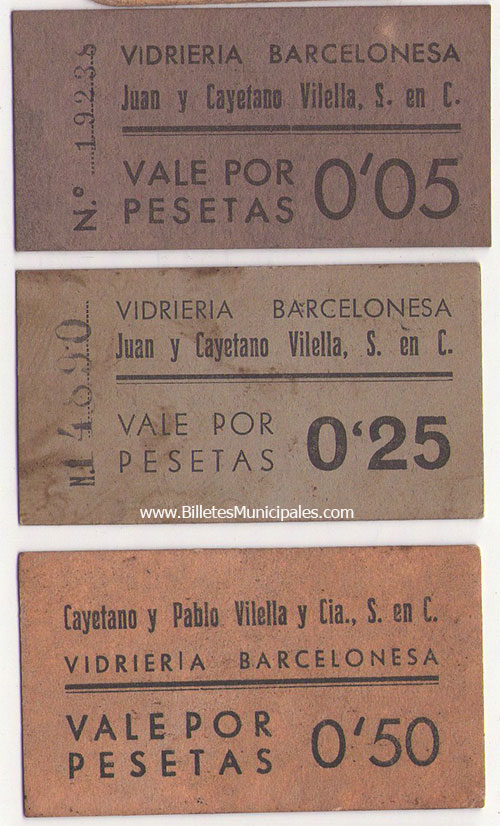 N.º 19238
VIDRIERIA BARCELONESA
Juan y Cayetano Vilella, S. en C.
VALE POR
PESETAS 0'05
N.º 14890
VIDRIERIA BARCELONESA
Juan y Cayetano Vilella, S. en C.
VALE POR
PESETAS 0'25
www.BilletesMunicipales.com
Cayetano y Pablo Vilella y Cia., S. en C.
VIDRIERIA BARCELONESA
VALE POR
PESETAS 0'50